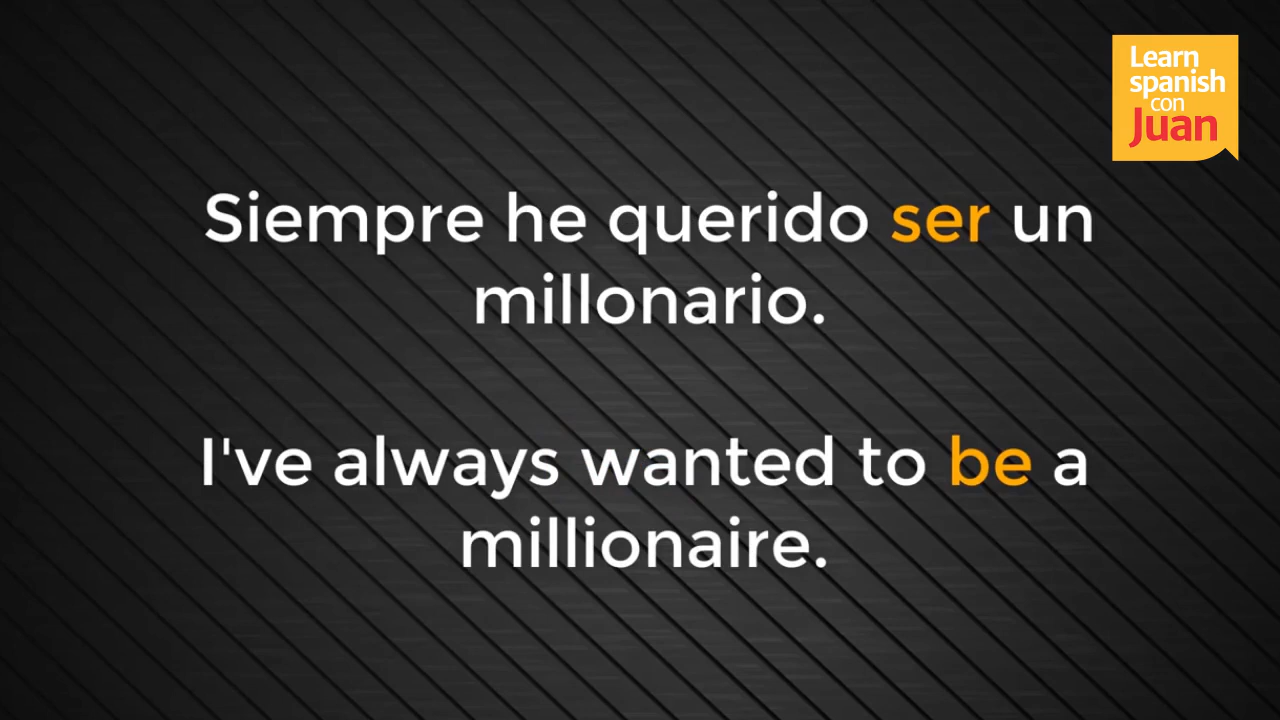 Learn
spanish
con
Juan
Siempre he querido ser un
millonario.
I've always wanted to be a
millionaire.